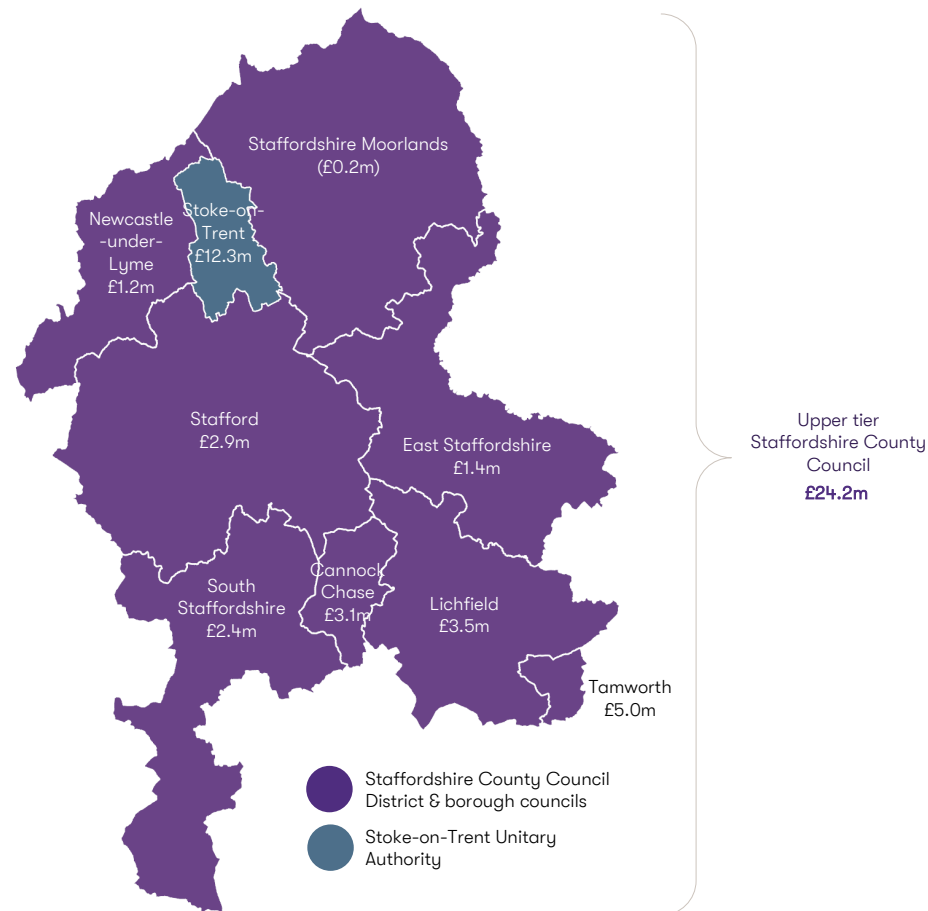 Staffordshire Moorlands
(£0.2m)
Stoke-on-
Trent
£12.3m
Newcastle
-under-
Lyme
£1.2m
Stafford
£2.9m
East Staffordshire
£1.4m
Upper tier
Staffordshire County
Council
£24.2m
South
Staffordshire
£2.4m
Cannock
Chase
£3.1m
Lichfield
£3.5m
Tamworth
£5.0m
Staffordshire County Council
District & borough councils
Stoke-on-Trent Unitary
Authority